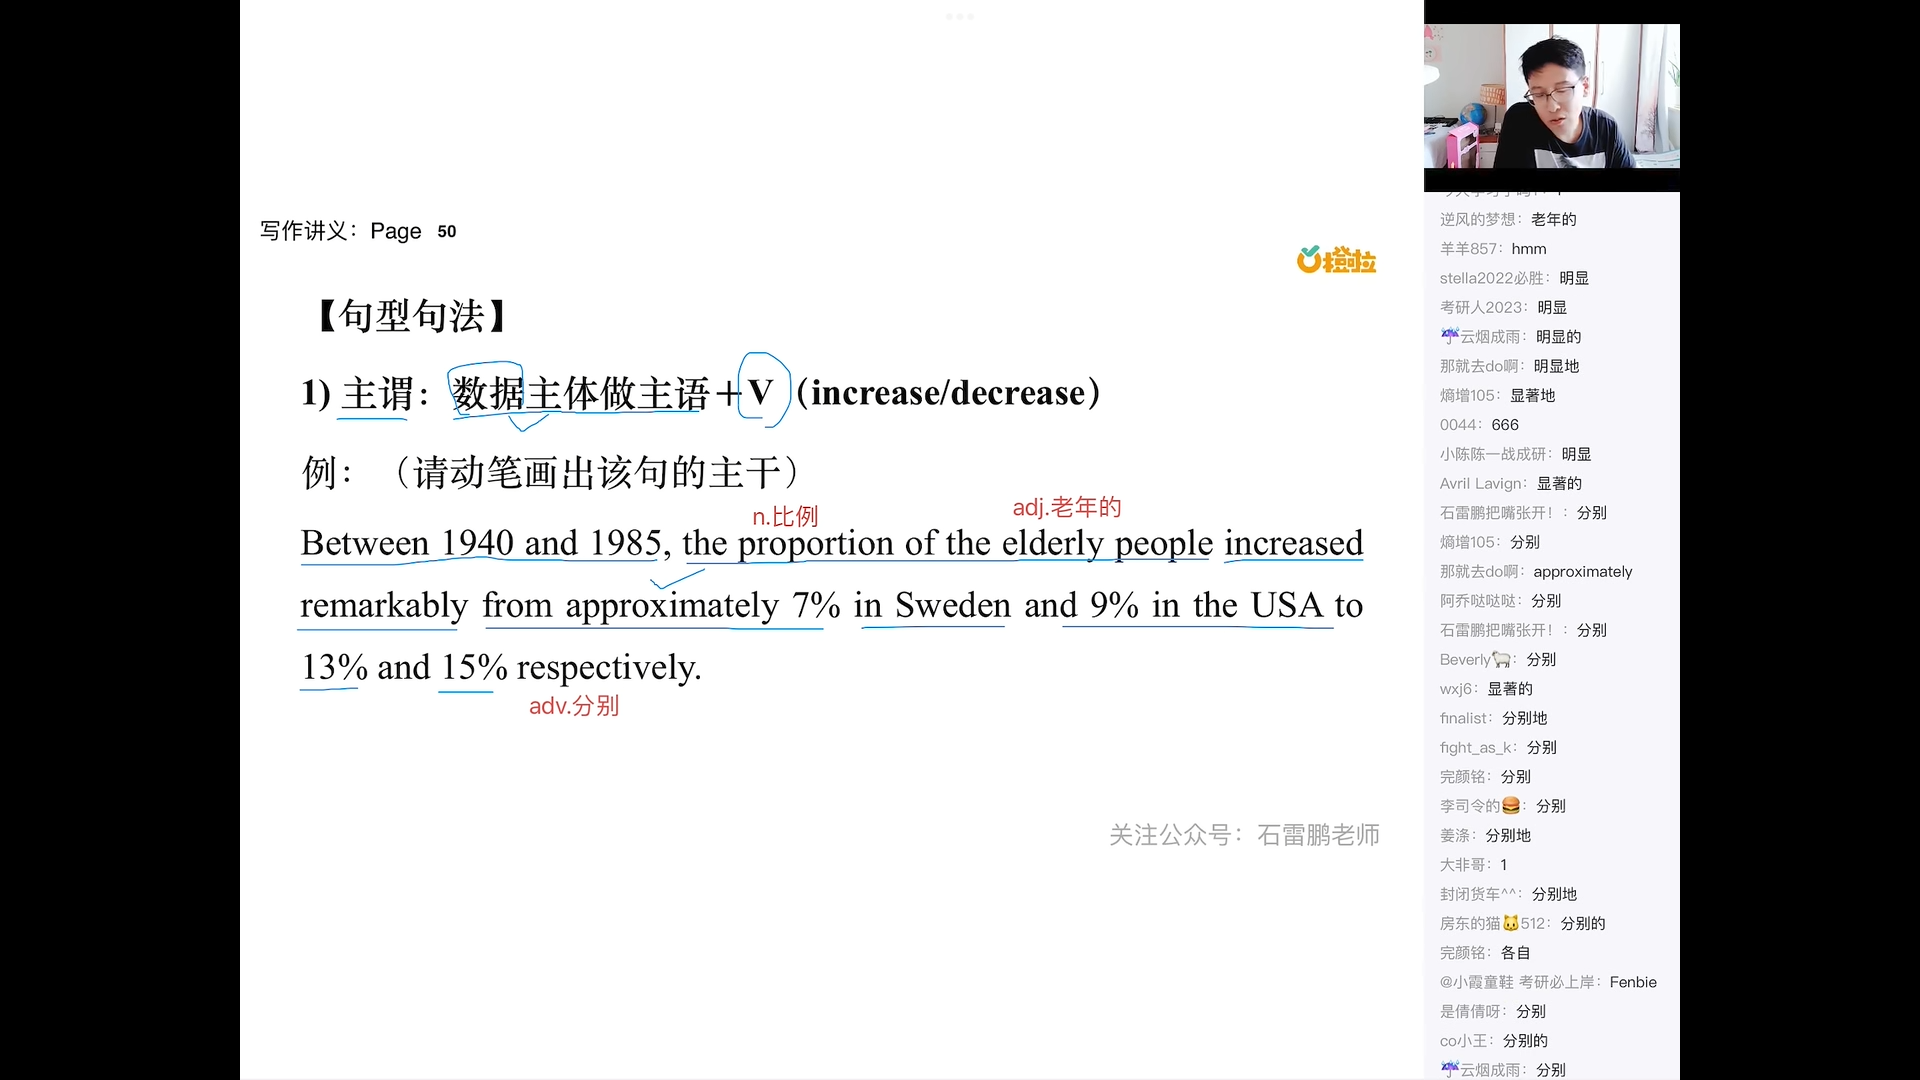 写作讲义：Page 50
橙啦
【句型句法】
1) 主谓：数据主体做主语＋V（increase/decrease）
例：（请动笔画出该句的主干）
n.比例
adj.老年的
Between 1940 and 1985, the proportion of the elderly people increased
remarkably from approximately 7% in Sweden and 9% in the USA to
13% and 15% respectively.
adv.分别
关注公众号：石雷鹏老师
逆风的梦想：老年的
羊羊857：hmm
stella2022必胜：明显
考研人2023：明显
☔云烟成雨：明显的
那就去do啊：明显地
熵增105：显著地
0044：666
小陈陈一战成研：明显
Avril Lavign：显著的
石雷鹏把嘴张开！：分别
熵增105：分别
那就去do啊：approximately
阿乔哒哒哒：分别
石雷鹏把嘴张开！：分别
Beverly🐑：分别
wxj6：显著的
finalist：分别地
fight_as_k：分别
完颜铭：分别
李司令的🍔：分别
姜涤：分别地
大非哥：1
封闭货车^^：分别地
房东的猫🐱512：分别的
完颜铭：各自
@小霞童鞋 考研必上岸：Fenbie
是倩倩呀：分别
co小王：分别的
☔云烟成雨：分别